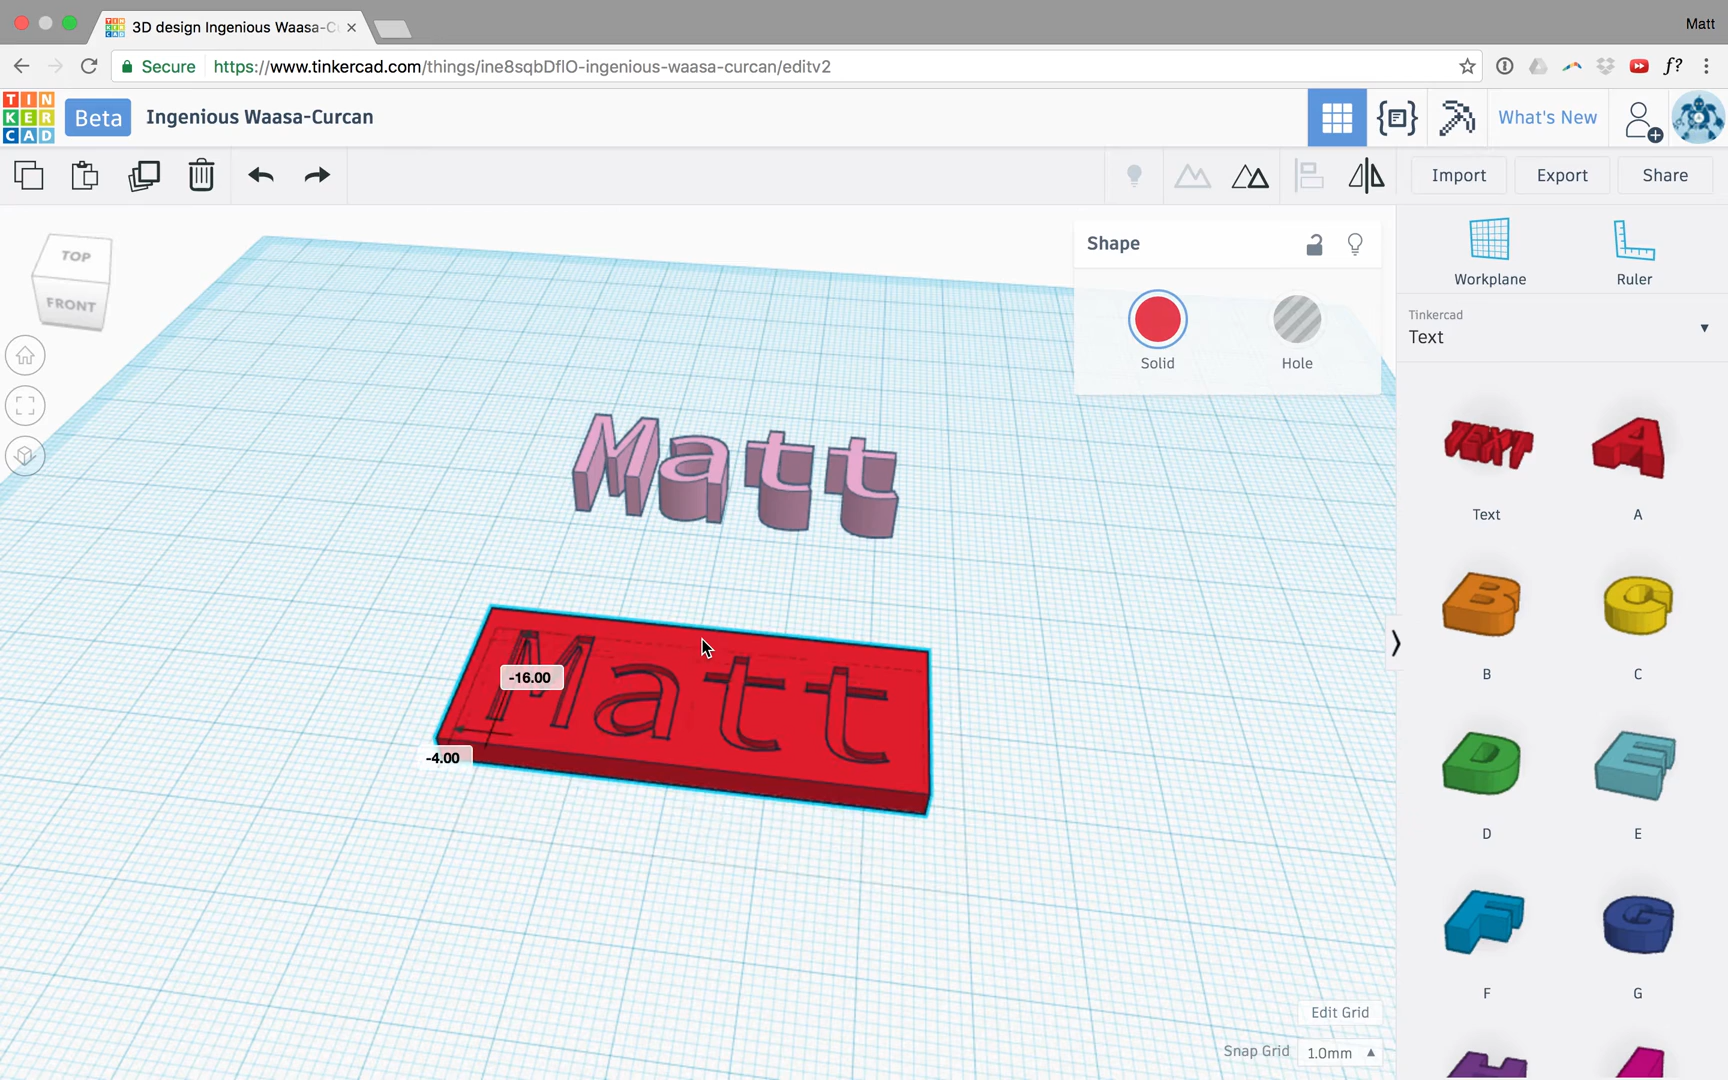 3D design Ingenious Waasa-C
Matt
Secure
https://www.tinkercad.com/things/ine8sqbDflO-ingenious-waasa-curcan/editv2
f?
TIN
KER
CAD
Beta
Ingenious Waasa-Curcan
What's New
Import
Export
Share
TOP
FRONT
Shape
Solid
Hole
Workplane
Ruler
Tinkercad
Text
Matt
Matt
-16.00
-4.00
TEXT
A
Text
A
B
C
B
C
D
E
D
E
F
G
F
G
Edit Grid
Snap Grid
1.0mm